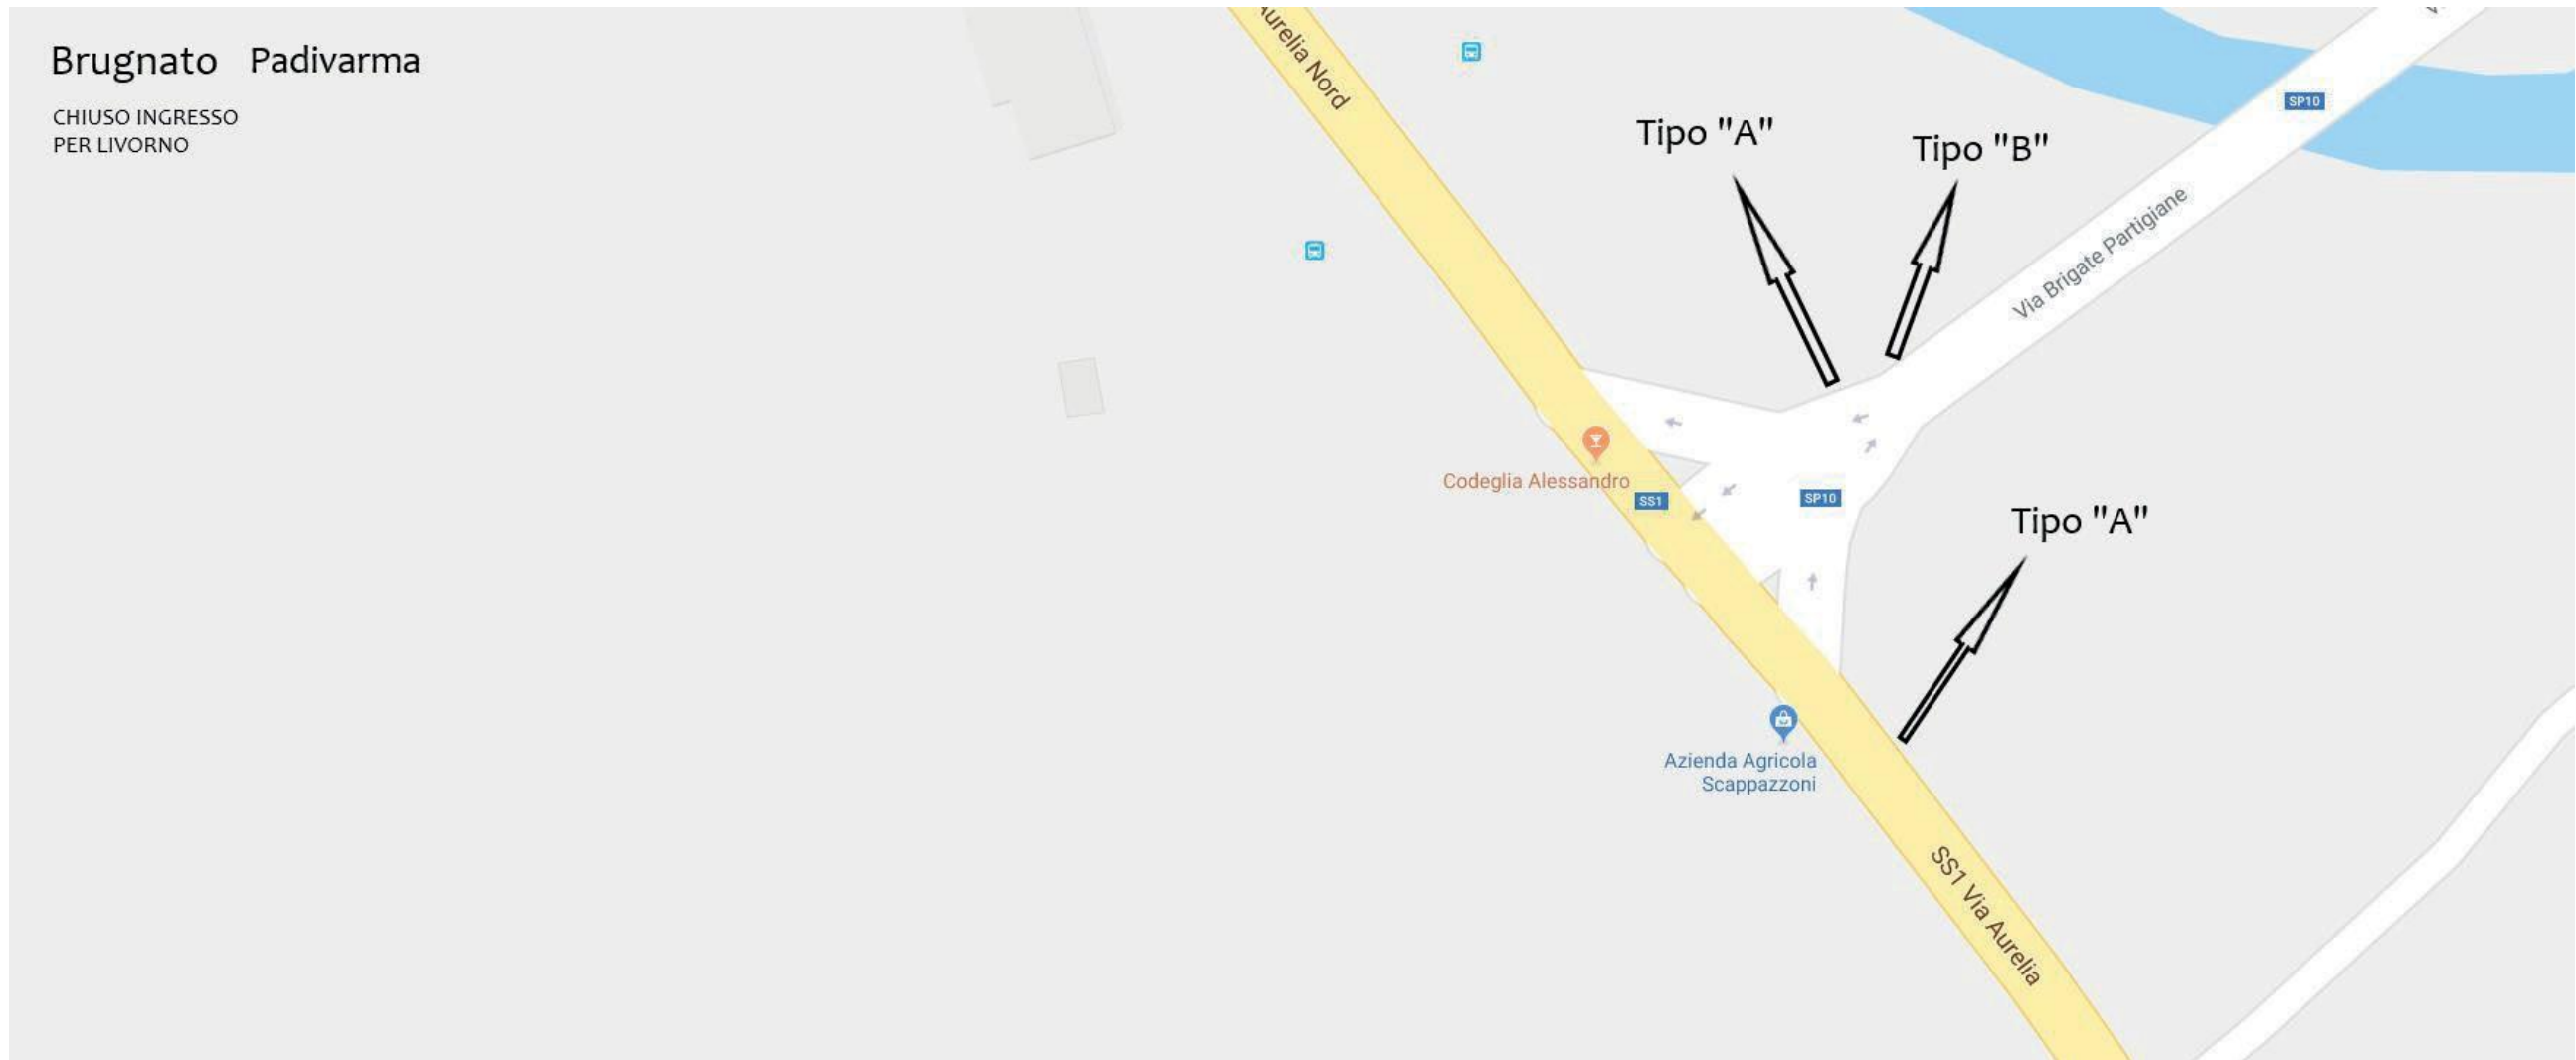 Brugnato Padivarma
CHIUSO INGRESSO
PER LIVORNO
Aurelia Nord
SP10
Tipo "A"
Tipo "B"
Via Brigate Partigiane
Codeglia Alessandro
SS1
SP10
Tipo "A"
Azienda Agricola
Scappazzoni
SS1 Via Aurelia